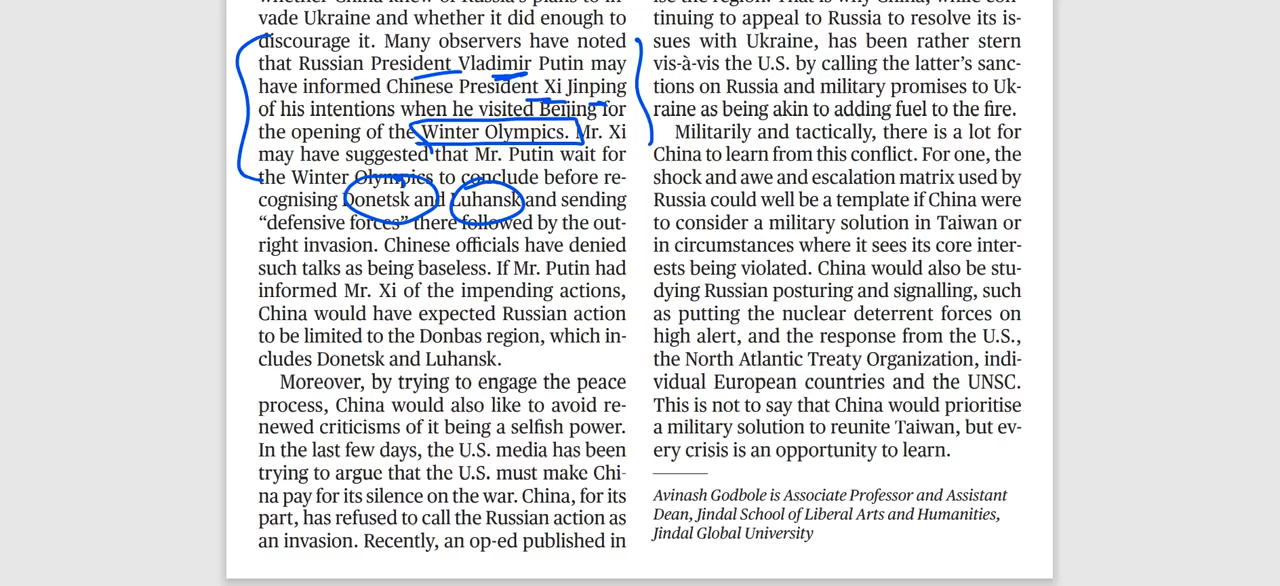 vade Ukraine and whether it did enough to
discourage it. Many observers have noted
that Russian President Vladimir Putin may
have informed Chinese President Xi Jinping
of his intentions when he visited Beijing for
the opening of the Winter Olympics. Mr. Xi
may have suggested that Mr. Putin wait for
the Winter Olympics to conclude before re-
cognising Donetsk and Luhansk and sending
“defensive forces” there followed by the out-
right invasion. Chinese officials have denied
such talks as being baseless. If Mr. Putin had
informed Mr. Xi of the impending actions,
China would have expected Russian action
to be limited to the Donbas region, which in-
cludes Donetsk and Luhansk.
Moreover, by trying to engage the peace
process, China would also like to avoid re-
newed criticisms of it being a selfish power.
In the last few days, the U.S. media has been
trying to argue that the U.S. must make Chi-
na pay for its silence on the war. China, for its
part, has refused to call the Russian action as
an invasion. Recently, an op-ed published in
tinuing to appeal to Russia to resolve its is-
sues with Ukraine, has been rather stern
vis-à-vis the U.S. by calling the latter’s sanc-
tions on Russia and military promises to Uk-
raine as being akin to adding fuel to the fire.
Militarily and tactically, there is a lot for
China to learn from this conflict. For one, the
shock and awe and escalation matrix used by
Russia could well be a template if China were
to consider a military solution in Taiwan or
in circumstances where it sees its core inter-
ests being violated. China would also be stu-
dying Russian posturing and signalling, such
as putting the nuclear deterrent forces on
high alert, and the response from the U.S.,
the North Atlantic Treaty Organization, indi-
vidual European countries and the UNSC.
This is not to say that China would prioritise
a military solution to reunite Taiwan, but ev-
ery crisis is an opportunity to learn.
Avinash Godbole is Associate Professor and Assistant
Dean, Jindal School of Liberal Arts and Humanities,
Jindal Global University